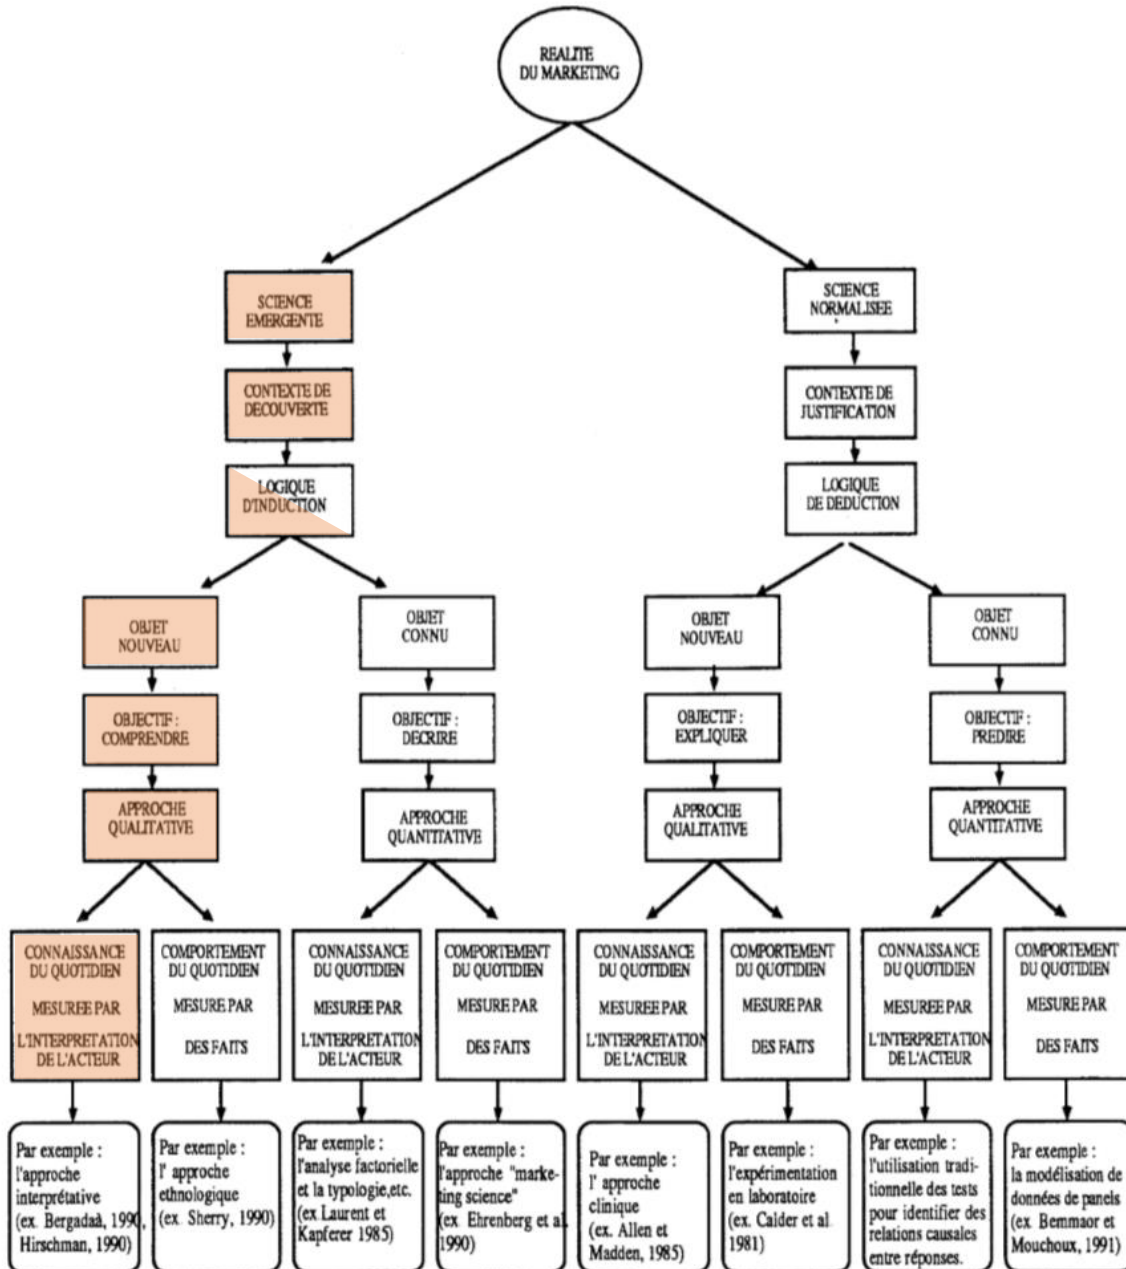 REALITE
DU MARKETING
SCIENCE
EMERGENTE
SCIENCE
NORMALISEE
CONTEXTE DE
DECOUVERTE
CONTEXTE DE
JUSTIFICATION
LOGIQUE
D'INDUCTION
LOGIQUE
DE DEDUCTION
OBJET
NOUVEAU
OBJET
CONNU
OBJET
NOUVEAU
OBJET
CONNU
OBJECTIF :
COMPRENDRE
OBJECTIF :
DECRIRE
OBJECTIF :
EXPLIQUER
OBJECTIF :
PREDIRE
APPROCHE
QUALITATIVE
APPROCHE
QUANTITATIVE
APPROCHE
QUALITATIVE
APPROCHE
QUANTITATIVE
CONNAISSANCE
DU QUOTIDIEN
MESUREE PAR
L'INTERPRETATION
DE L'ACTEUR
COMPORTEMENT
DU QUOTIDIEN
MESURE PAR
DES FAITS
CONNAISSANCE
DU QUOTIDIEN
MESUREE PAR
L'INTERPRETATION
DE L'ACTEUR
COMPORTEMENT
DU QUOTIDIEN
MESURE PAR
DES FAITS
CONNAISSANCE
DU QUOTIDIEN
MESUREE PAR
L'INTERPRETATION
DE L'ACTEUR
COMPORTEMENT
DU QUOTIDIEN
MESURE PAR
DES FAITS
CONNAISSANCE
DU QUOTIDIEN
MESUREE PAR
L'INTERPRETATION
DE L'ACTEUR
COMPORTEMENT
DU QUOTIDIEN
MESURE PAR
DES FAITS
Par exemple :
l'approche
interprétative
(ex. Bergadaà, 1990,
Hirschman, 1990)
Par exemple :
l' approche
ethnologique
(ex. Sherry, 1990)
Par exemple :
l'analyse factorielle
et la typologie,etc.
(ex Laurent et
Kapferer 1985)
Par exemple :
l'approche "marke-
ting science"
(ex. Ehrenberg et al
1990)
Par exemple :
l' approche
clinique
(ex. Allen et
Madden, 1985)
Par exemple :
l'expérimentation
en laboratoire
(ex. Calder et al
1981)
Par exemple :
l'utilisation tradi-
tionnelle des tests
pour identifier des
relations causales
entre réponses.
Par exemple :
la modélisation de
données de panels
(ex. Bemmaor et
Mouchoux, 1991)